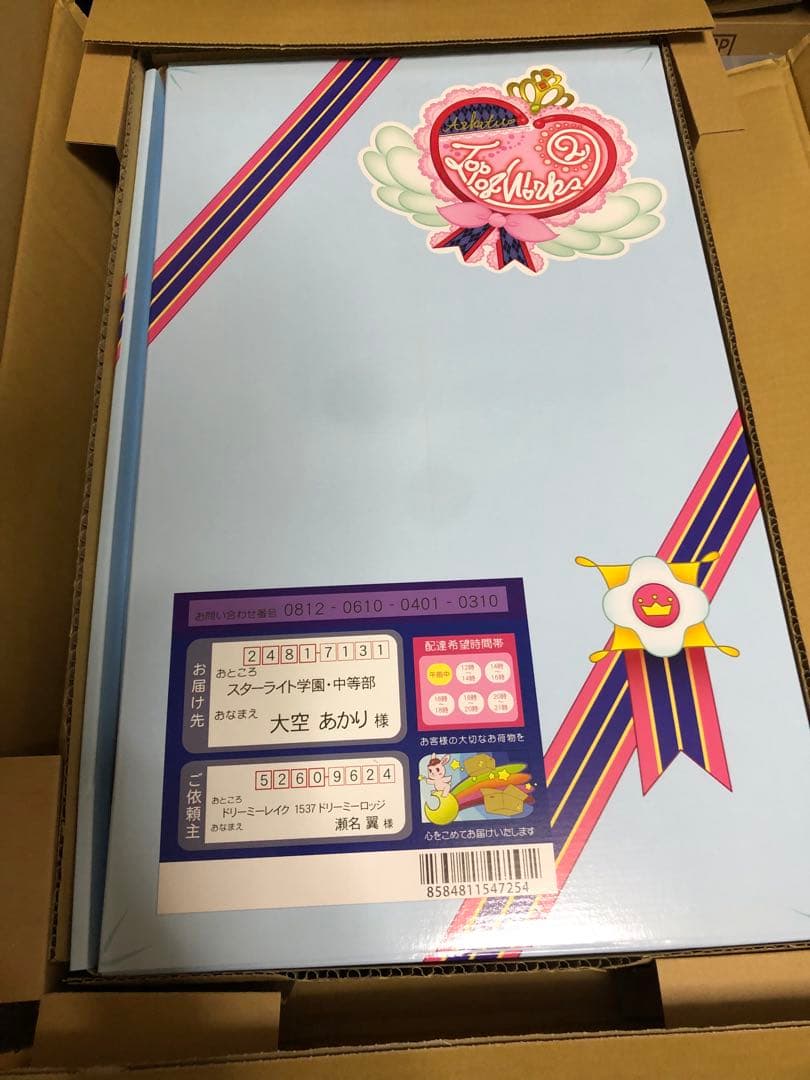 Aikatsu
Top
Top Works
2
お問い合わせ番号 0812 - 0610 - 0401 - 0310
お届け先
2481-7131
おところ
スターライト学園・中等部
おなまえ
大空 あかり 様
配達希望時間帯
午前中
12時〜14時
14時〜16時
16時〜18時
18時〜20時
20時〜21時
お客様の大切なお荷物を
ご依頼主
5260-9624
おところ
ドリーミーレイク 1537 ドリーミーロッジ
おなまえ
瀬名 翼 様
心をこめてお届けいたします
8584811547254